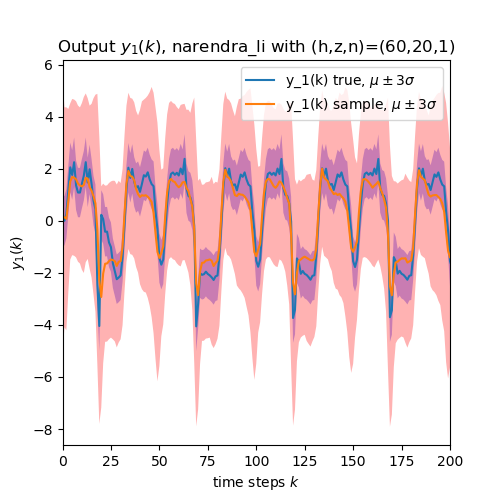 Output y₁(k), narendra_li with (h,z,n)=(60,20,1)
y_1(k) true, μ ± 3σ
y_1(k) sample, μ ± 3σ
6
4
2
0
−2
−4
−6
−8
y₁(k)
0 25 50 75 100 125 150 175 200
time steps k